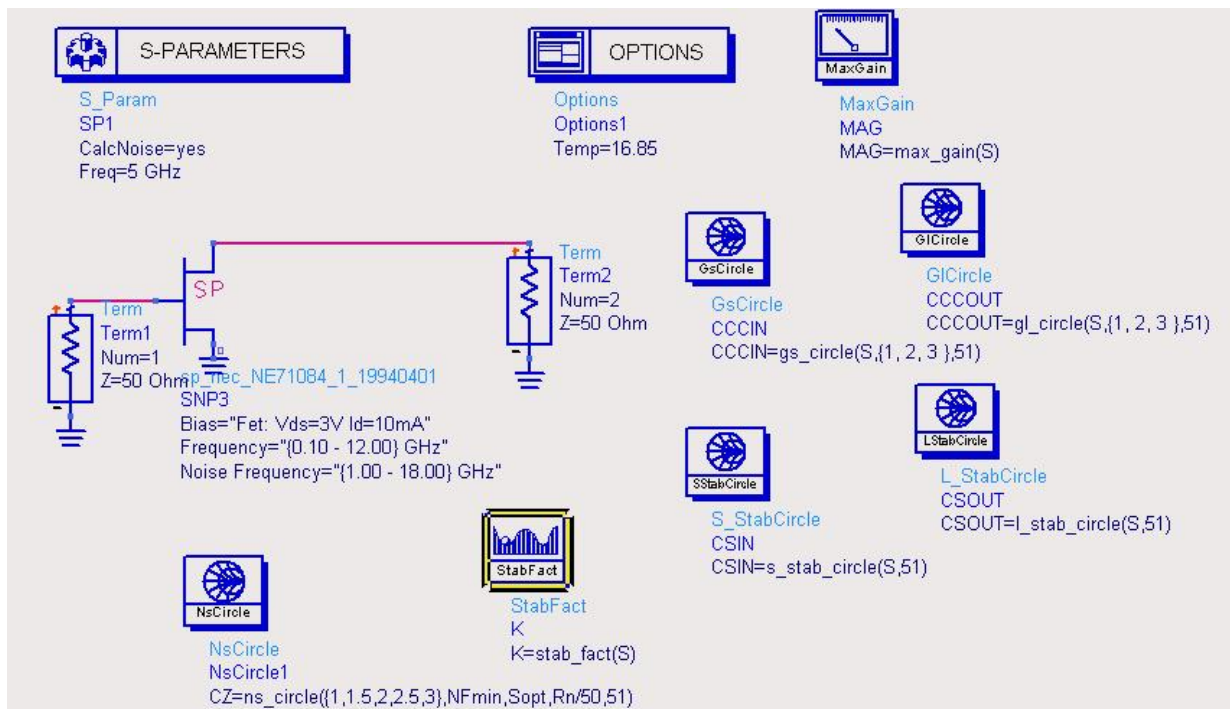 S-PARAMETERS
S_Param
SP1
CalcNoise=yes
Freq=5 GHz
OPTIONS
Options
Options1
Temp=16.85
MaxGain
MaxGain
MAG
MAG=max_gain(S)
Term
Term1
Num=1
Z=50 Ohm
SP
sp_nec_NE71084_1_19940401
SNP3
Bias="Fet: Vds=3V Id=10mA"
Frequency="{0.10 - 12.00} GHz"
Noise Frequency="{1.00 - 18.00} GHz"
Term
Term2
Num=2
Z=50 Ohm
GsCircle
GsCircle
CCCIN
CCCIN=gs_circle(S,{1, 2, 3 },51)
GlCircle
GlCircle
CCCOUT
CCCOUT=gl_circle(S,{1, 2, 3 },51)
SStabCircle
S_StabCircle
CSIN
CSIN=s_stab_circle(S,51)
LStabCircle
L_StabCircle
CSOUT
CSOUT=l_stab_circle(S,51)
StabFact
StabFact
K
K=stab_fact(S)
NsCircle
NsCircle
NsCircle1
CZ=ns_circle({1,1.5,2,2.5,3},NFmin,Sopt,Rn/50,51)